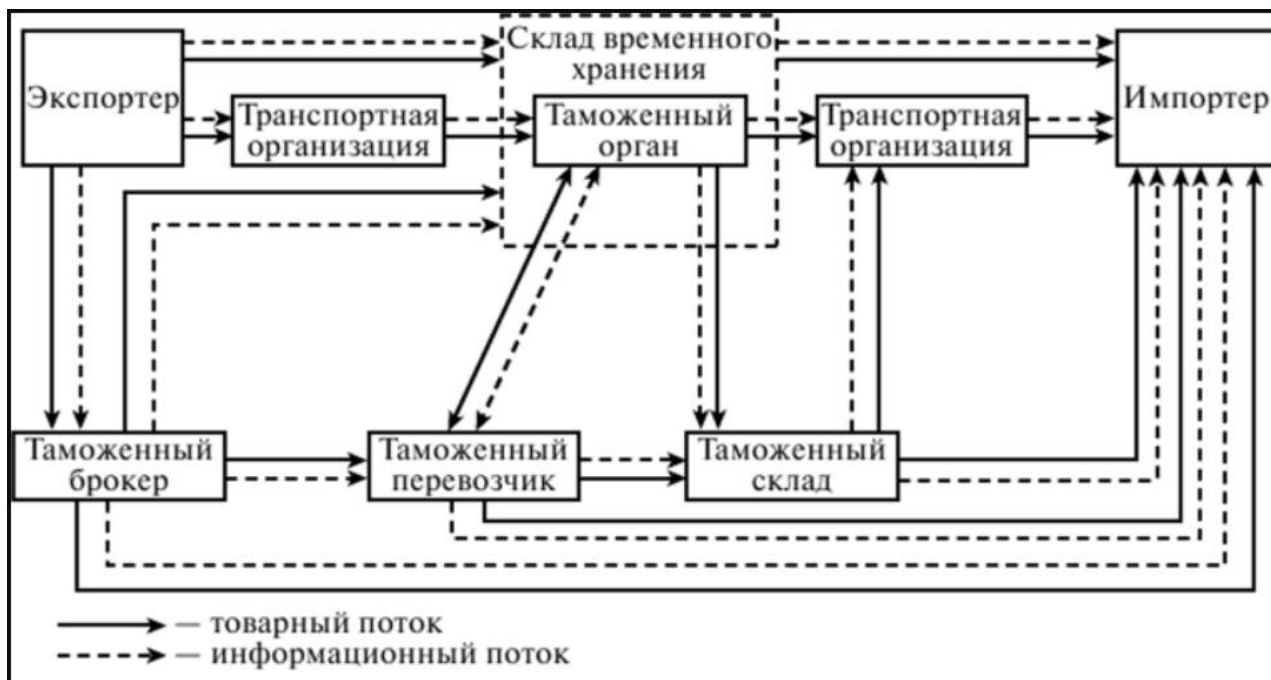 Склад временного
хранения
Экспортер
Транспортная
организация
Таможенный
орган
Транспортная
организация
Импортер
Таможенный
брокер
Таможенный
перевозчик
Таможенный
склад
— товарный поток
— информационный поток